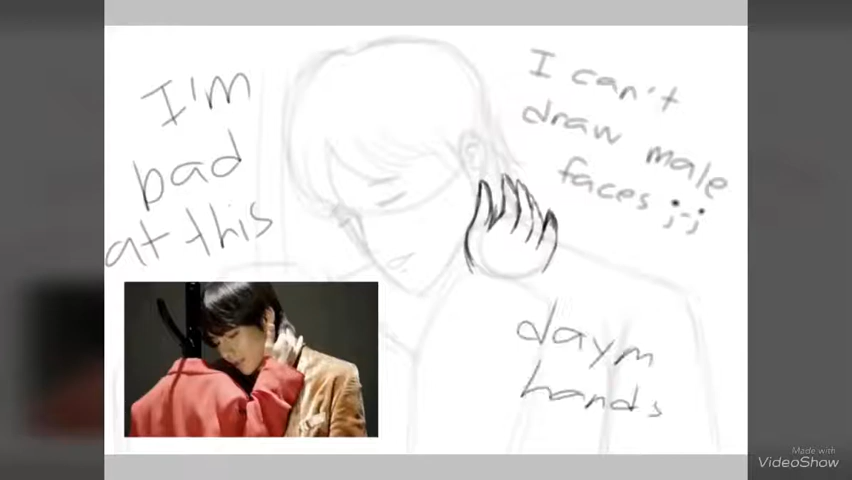 I'm
bad
at this
I can't
draw male
faces ;-;
daym
hands
Made with
VideoShow